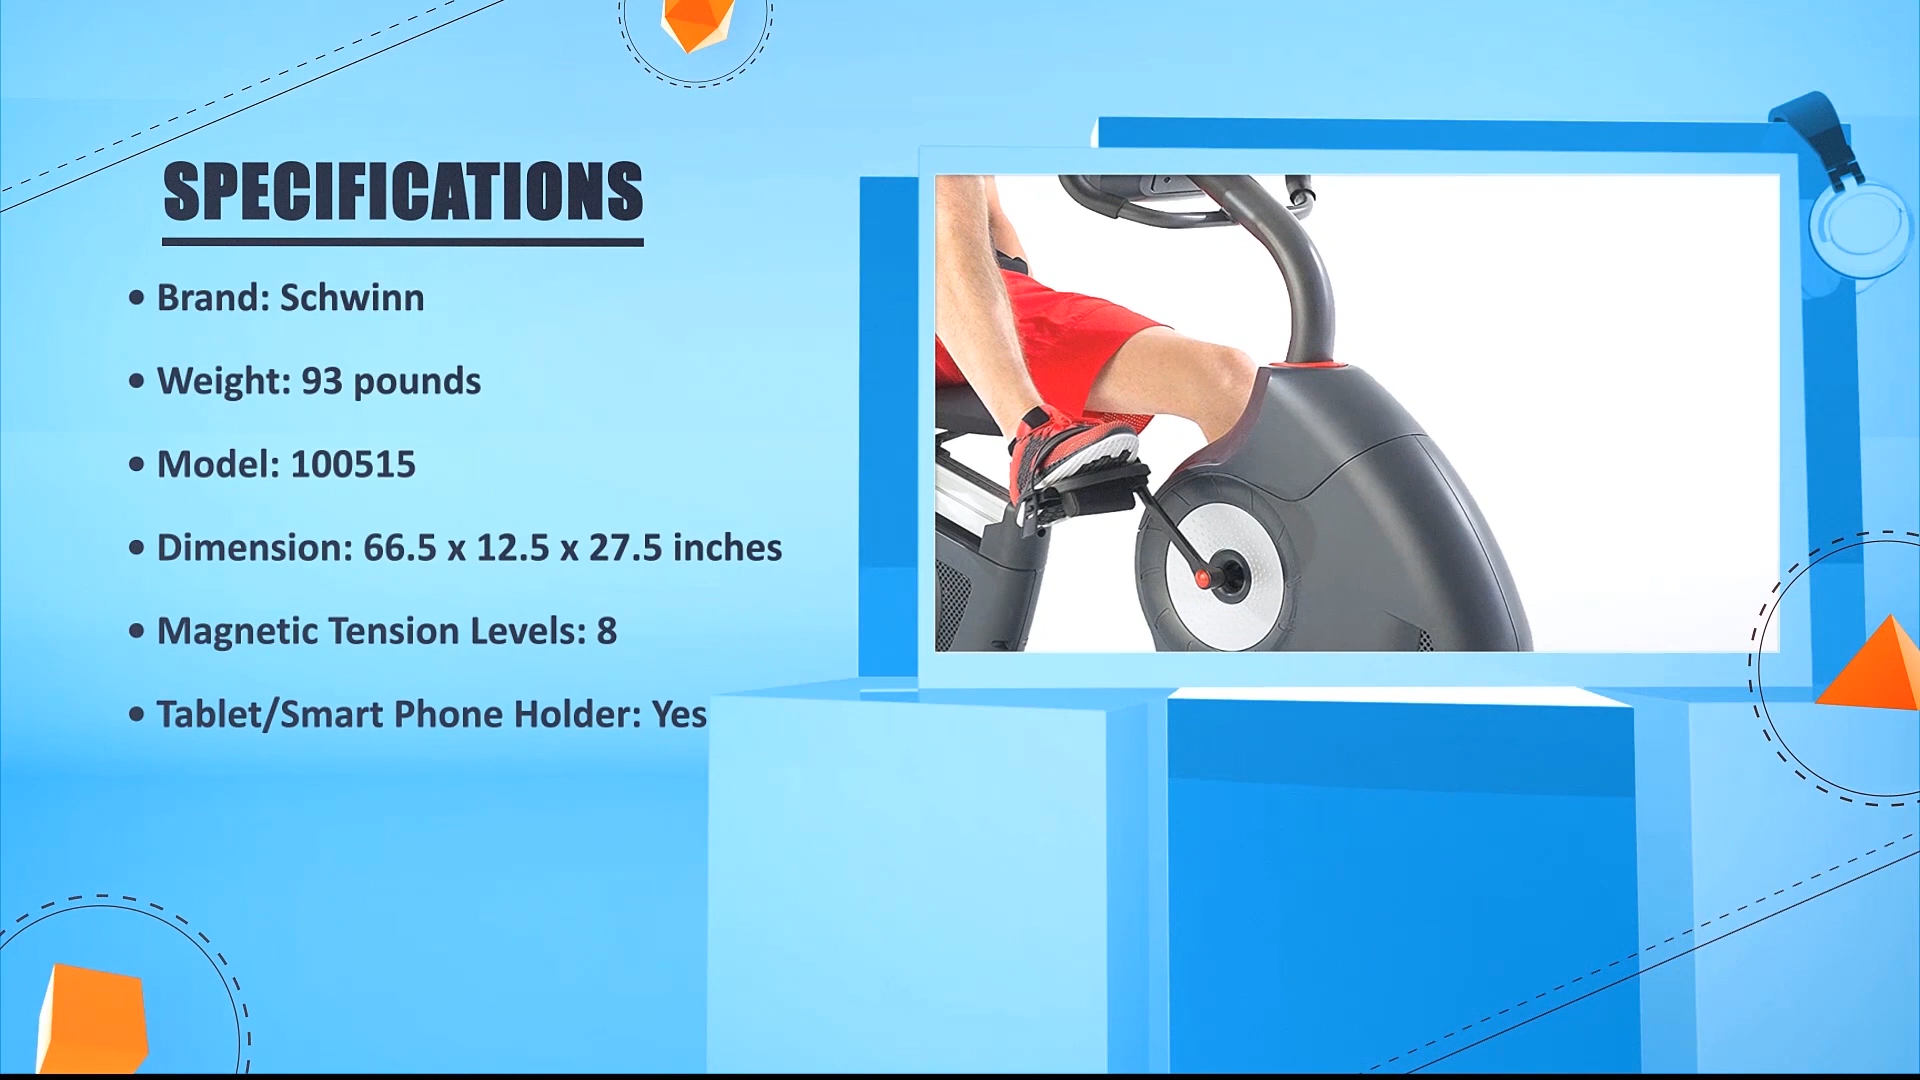 SPECIFICATIONS
• Brand: Schwinn
• Weight: 93 pounds
• Model: 100515
• Dimension: 66.5 x 12.5 x 27.5 inches
• Magnetic Tension Levels: 8
• Tablet/Smart Phone Holder: Yes